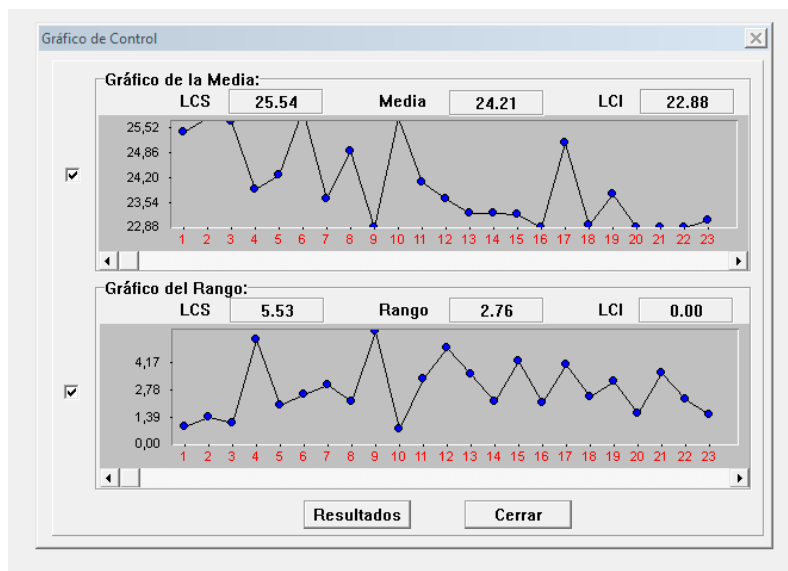 Gráfico de Control
Gráfico de la Media:
LCS 25.54 Media 24.21 LCI 22.88
25,52
24,86
24,20
23,54
22,88
1 2 3 4 5 6 7 8 9 10 11 12 13 14 15 16 17 18 19 20 21 22 23
Gráfico del Rango:
LCS 5.53 Rango 2.76 LCI 0.00
4,17
2,78
1,39
0,00
1 2 3 4 5 6 7 8 9 10 11 12 13 14 15 16 17 18 19 20 21 22 23
Resultados Cerrar